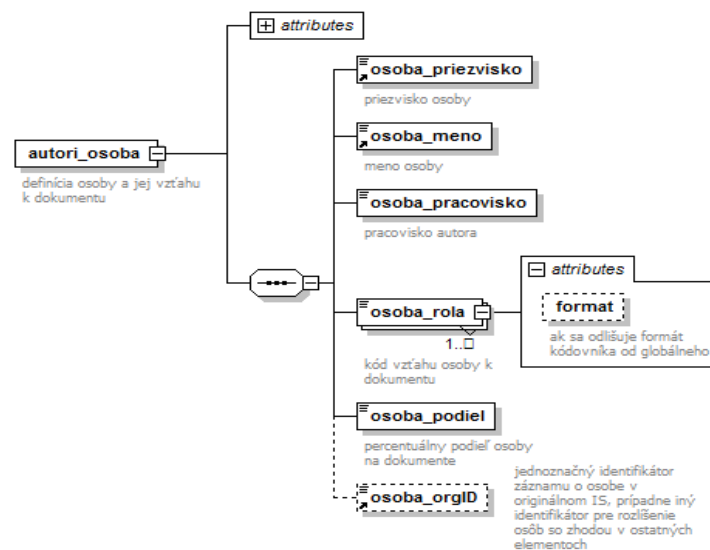 attributes
osoba_priezvisko
priezvisko osoby
osoba_meno
meno osoby
autori_osoba
definícia osoby a jej vzťahu
k dokumentu
osoba_pracovisko
pracovisko autora
attributes
osoba_rola
1..□
kód vzťahu osoby k
dokumentu
format
ak sa odlišuje formát
kódovníka od globálneho
osoba_podiel
percentuálny podieľ osoby
na dokumente
osoba_orgID
jednoznačný identifikátor
záznamu o osobe v
originálnom IS, prípadne iný
identifikátor pre rozlíšenie
osôb so zhodou v ostatných
elementoch